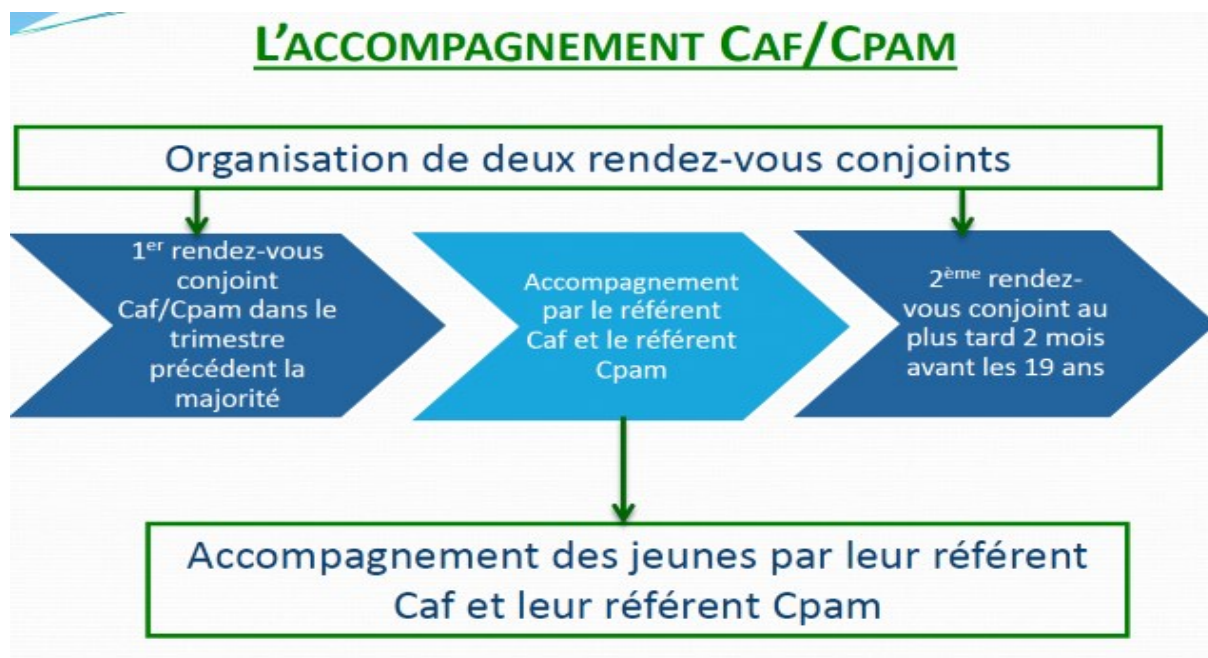 L'ACCOMPAGNEMENT CAF/CPAM
Organisation de deux rendez-vous conjoints
1er rendez-vous
conjoint
Caf/Cpam dans le
trimestre
précédent la
majorité
Accompagnement
par le référent
Caf et le référent
Cpam
2ème rendez-
vous conjoint au
plus tard 2 mois
avant les 19 ans
Accompagnement des jeunes par leur référent
Caf et leur référent Cpam